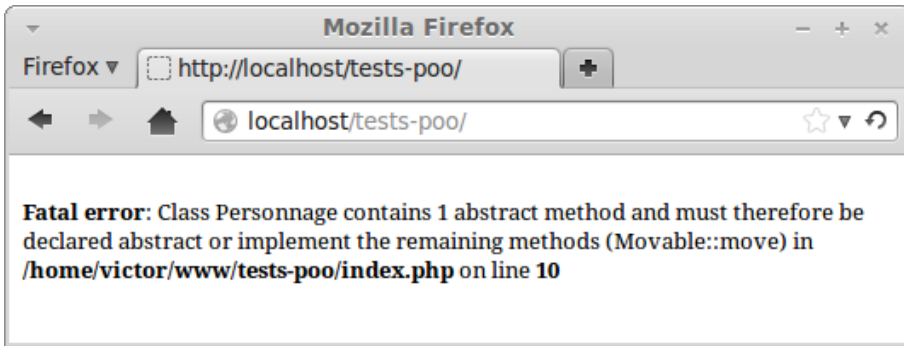 Mozilla Firefox
Firefox
http://localhost/tests-poo/
localhost/tests-poo/
Fatal error: Class Personnage contains 1 abstract method and must therefore be
declared abstract or implement the remaining methods (Movable::move) in
/home/victor/www/tests-poo/index.php on line 10